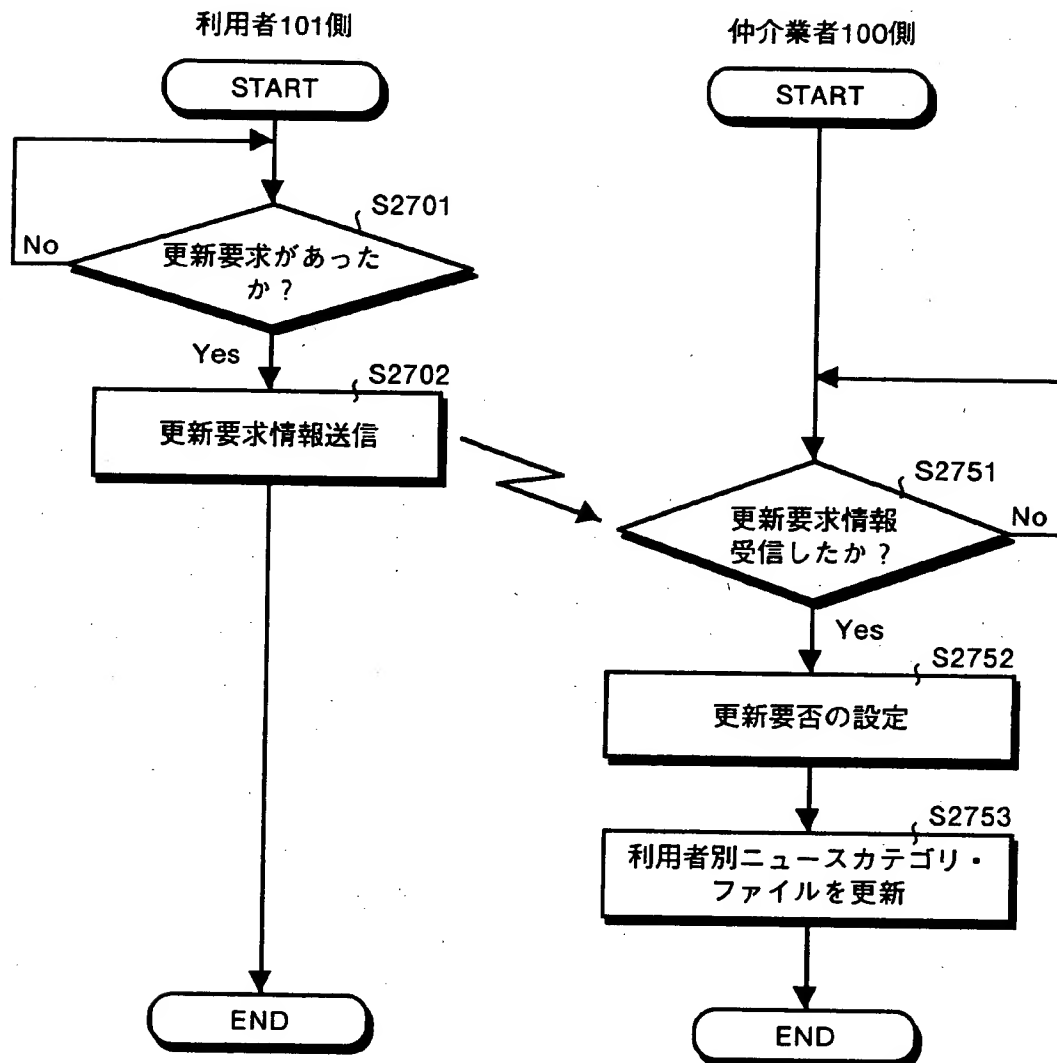 利用者101側
START
S2701
更新要求があった
か？
No
Yes
S2702
更新要求情報送信
END
仲介業者100側
START
S2751
更新要求情報
受信したか？
No
Yes
S2752
更新要否の設定
S2753
利用者別ニュースカテゴリ・
ファイルを更新
END